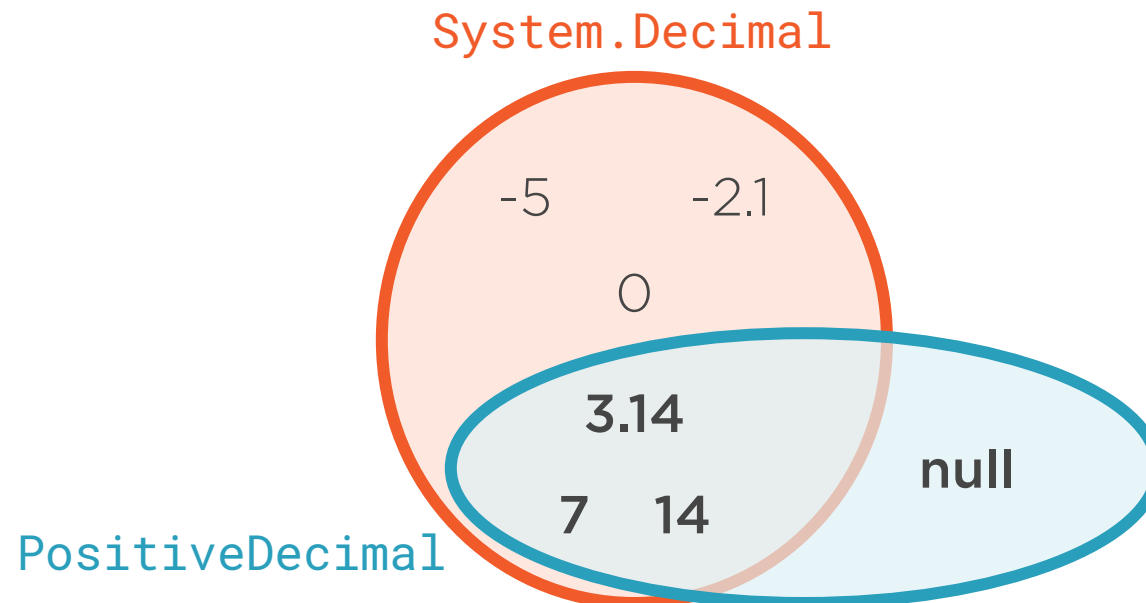 System.Decimal
-5 -2.1
0
3.14
null
7 14
PositiveDecimal